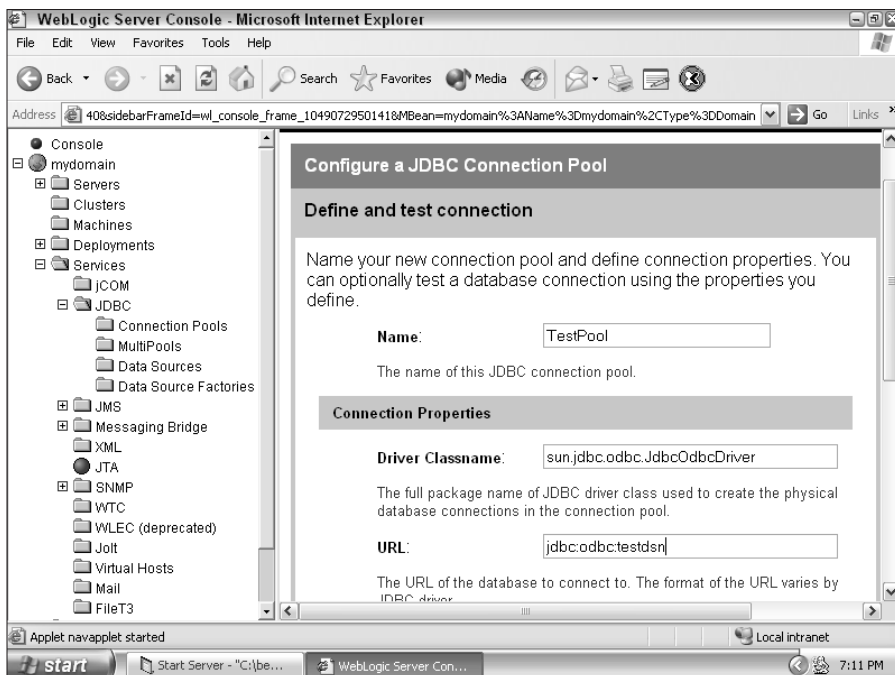 WebLogic Server Console - Microsoft Internet Explorer
File Edit View Favorites Tools Help
Back Search Favorites Media
Address 40&sidebarFrameId=wl_console_frame_1049072950141&MBean=mydomain%3AName%3Dmydomain%2CType%3DDomain Go Links »
Console
mydomain
Servers
Clusters
Machines
Deployments
Services
jCOM
JDBC
Connection Pools
MultiPools
Data Sources
Data Source Factories
JMS
Messaging Bridge
XML
JTA
SNMP
WTC
WLEC (deprecated)
Jolt
Virtual Hosts
Mail
FileT3
Configure a JDBC Connection Pool
Define and test connection
Name your new connection pool and define connection properties. You
can optionally test a database connection using the properties you
define.
Name: TestPool
The name of this JDBC connection pool.
Connection Properties
Driver Classname: sun.jdbc.odbc.JdbcOdbcDriver
The full package name of JDBC driver class used to create the physical
database connections in the connection pool.
URL: jdbc:odbc:testdsn
The URL of the database to connect to. The format of the URL varies by
JDBC driver
Applet navapplet started Local intranet
start Start Server - "C:\be... WebLogic Server Con... 7:11 PM